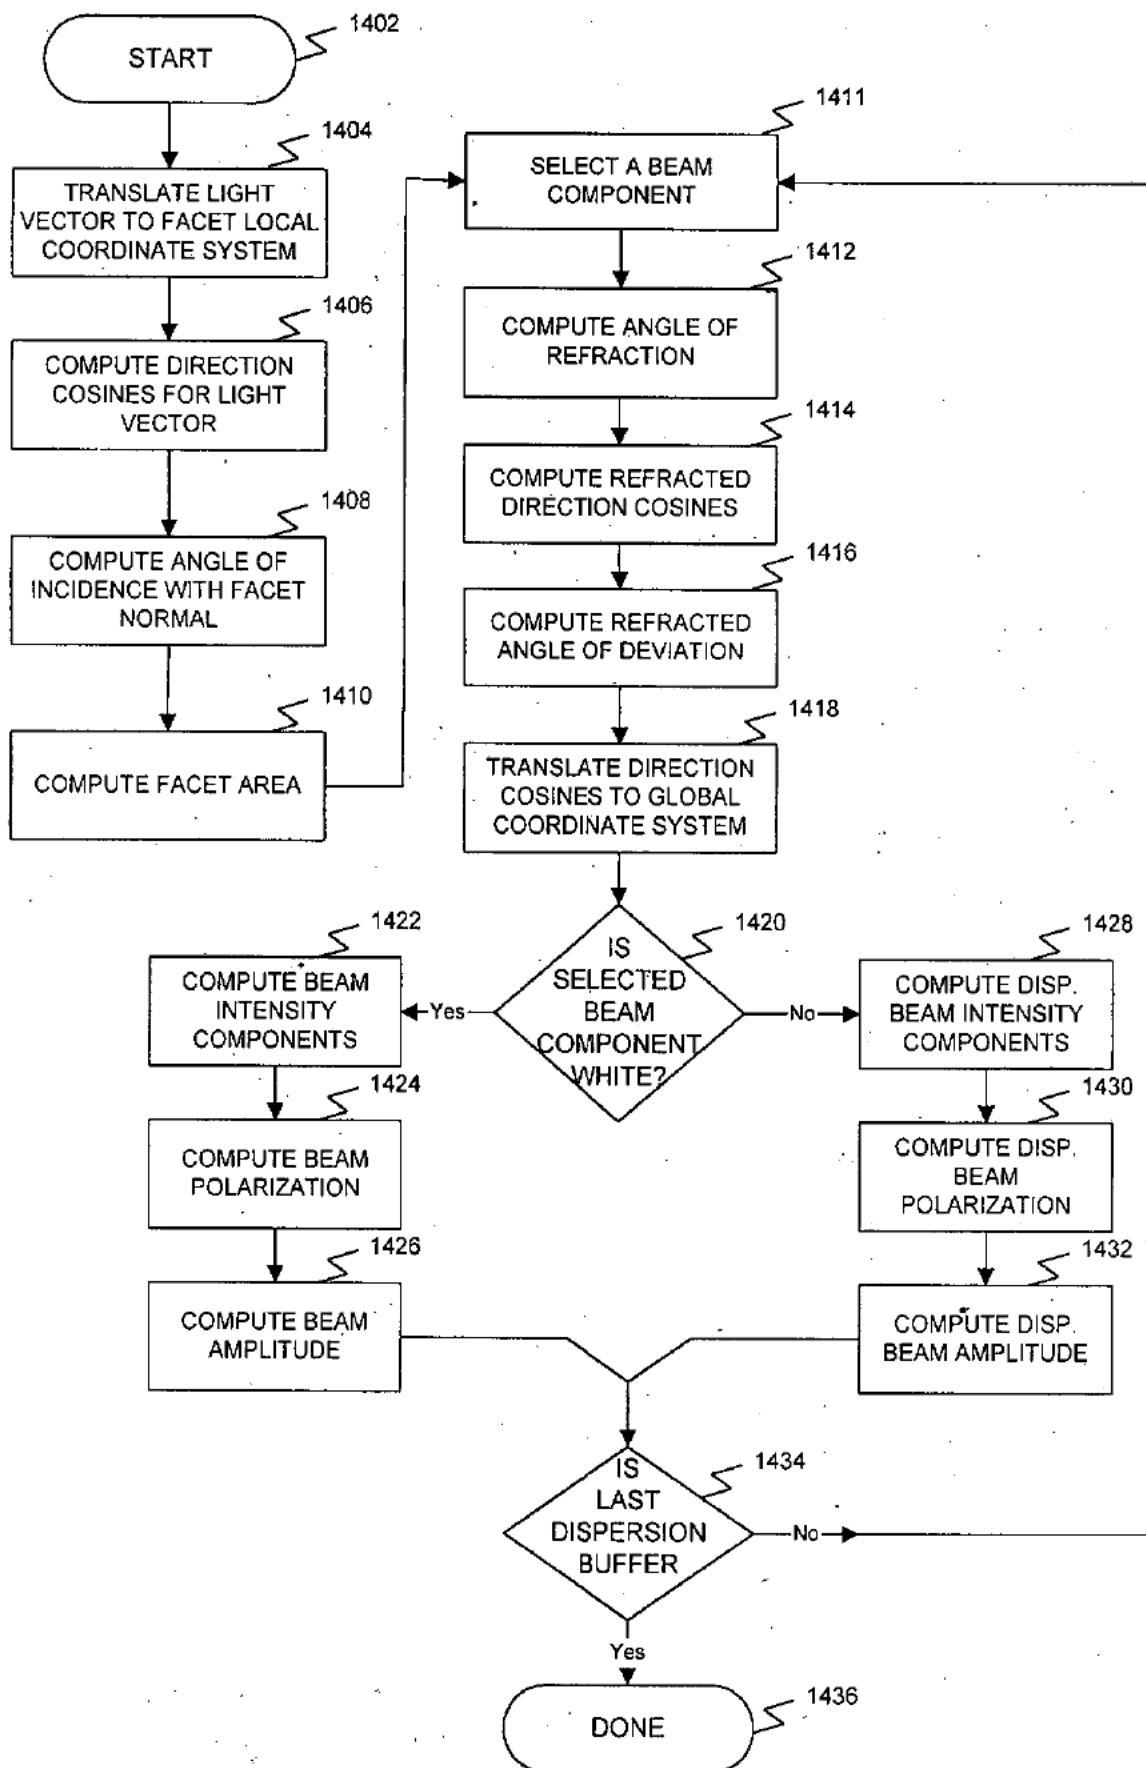 1402
START
1404
TRANSLATE LIGHT
VECTOR TO FACET LOCAL
COORDINATE SYSTEM
1406
COMPUTE DIRECTION
COSINES FOR LIGHT
VECTOR
1408
COMPUTE ANGLE OF
INCIDENCE WITH FACET
NORMAL
1410
COMPUTE FACET AREA
1411
SELECT A BEAM
COMPONENT
1412
COMPUTE ANGLE OF
REFRACTION
1414
COMPUTE REFRACTED
DIRECTION COSINES
1416
COMPUTE REFRACTED
ANGLE OF DEVIATION
1418
TRANSLATE DIRECTION
COSINES TO GLOBAL
COORDINATE SYSTEM
1420
IS
SELECTED
BEAM
COMPONENT
WHITE?
Yes
No
1422
COMPUTE BEAM
INTENSITY
COMPONENTS
1424
COMPUTE BEAM
POLARIZATION
1426
COMPUTE BEAM
AMPLITUDE
1428
COMPUTE DISP.
BEAM INTENSITY
COMPONENTS
1430
COMPUTE DISP.
BEAM
POLARIZATION
1432
COMPUTE DISP.
BEAM AMPLITUDE
1434
IS
LAST
DISPERSION
BUFFER
No
Yes
1436
DONE